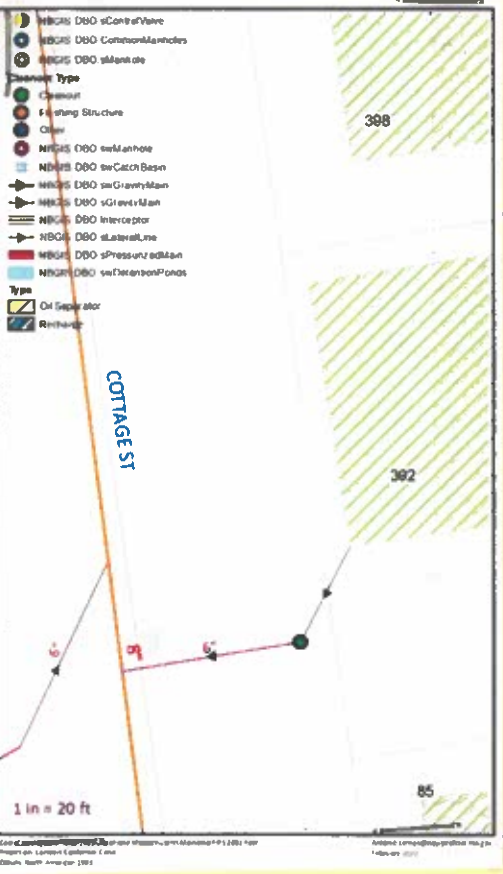 NBGIS DBO sControlValve
NBGIS DBO CommonManholes
NBGIS DBO sManhole
Cleanout Type
Cleanout
Flushing Structure
Other
NBGIS DBO swManhole
NBGIS DBO swCatchBasin
NBGIS DBO swGravityMain
NBGIS DBO sGravityMain
NBGIS DBO Interceptor
NBGIS DBO sLateralLine
NBGIS DBO sPressurizedMain
NBGIS DBO swDetentionPonds
Type
Oil Separator
Recharge
398
COTTAGE ST
392
6"
8"
6"
85
1 in = 20 ft